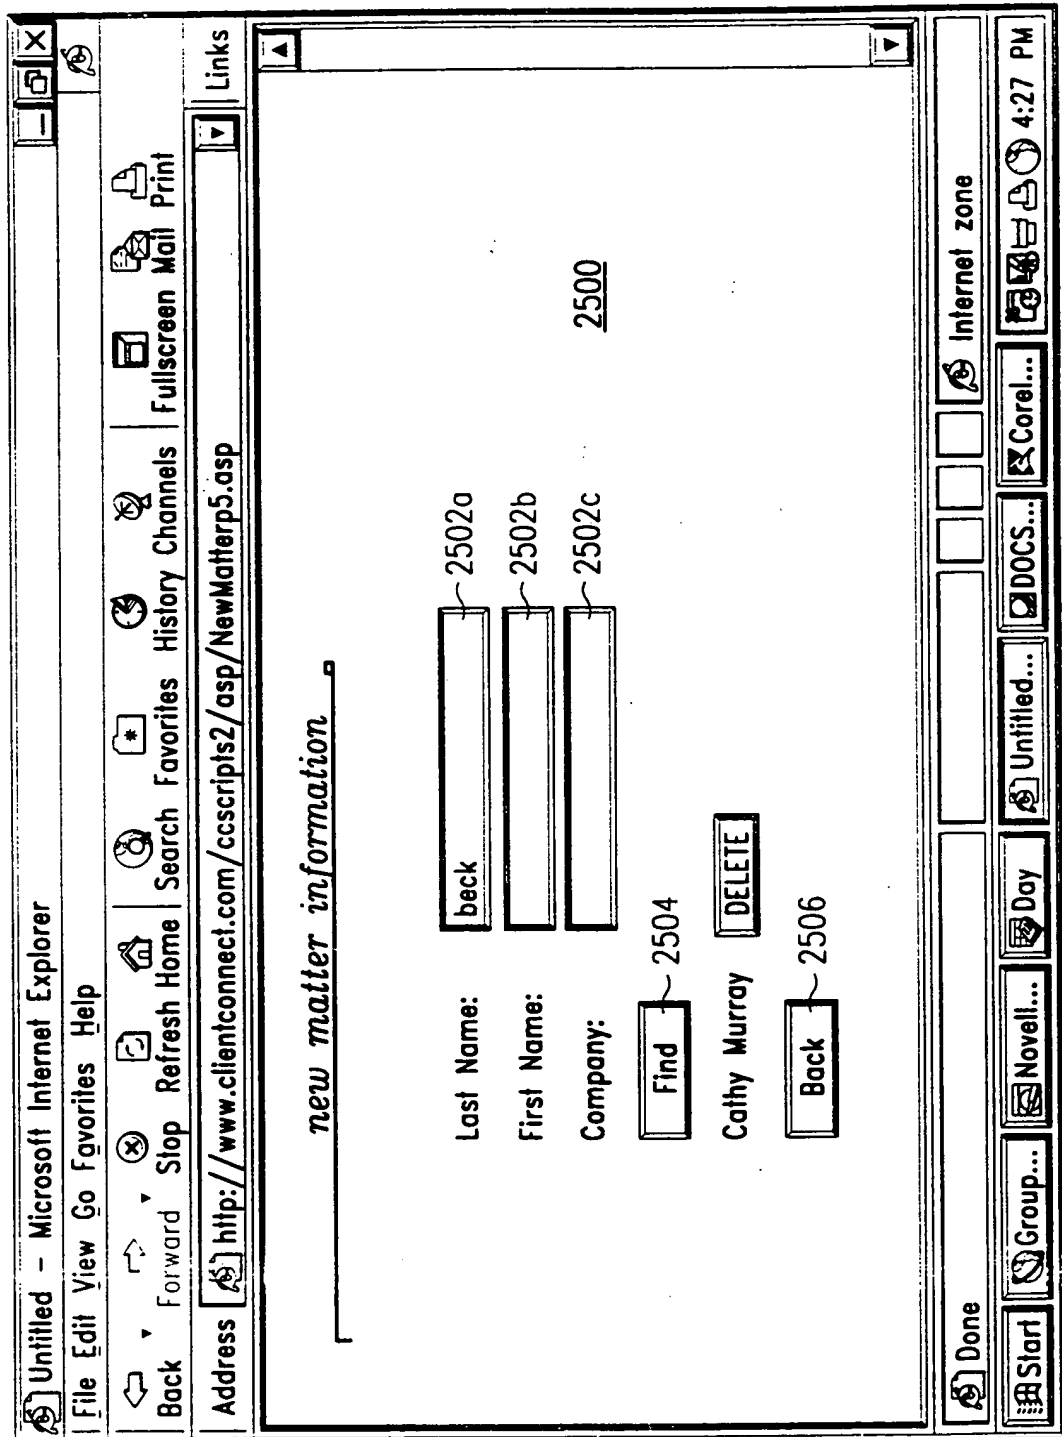 Untitled – Microsoft Internet Explorer
File Edit View Go Favorites Help
Back Forward Stop Refresh Home Search Favorites History Channels Fullscreen Mail Print
Address http://www.clientconnect.com/ccscripts2/asp/NewMatterp5.asp Links
new matter information
Last Name: beck 2502a
First Name: 2502b
Company: 2502c 2500
Find 2504
Cathy Murray DELETE
Back 2506
Done Internet zone
Start Group... Novell... Day Untitled... DOCS... Corel... 4:27 PM